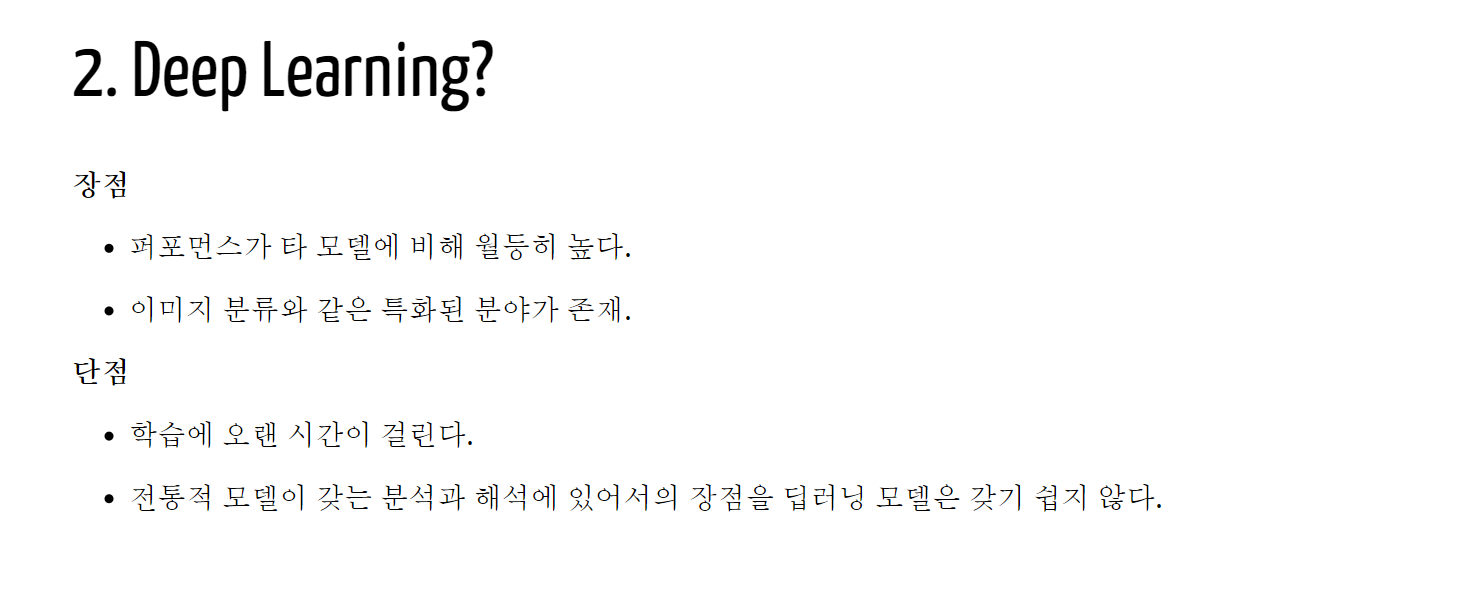 2. Deep Learning?
장점
• 퍼포먼스가 타 모델에 비해 월등히 높다.
• 이미지 분류와 같은 특화된 분야가 존재.
단점
• 학습에 오랜 시간이 걸린다.
• 전통적 모델이 갖는 분석과 해석에 있어서의 장점을 딥러닝 모델은 갖기 쉽지 않다.